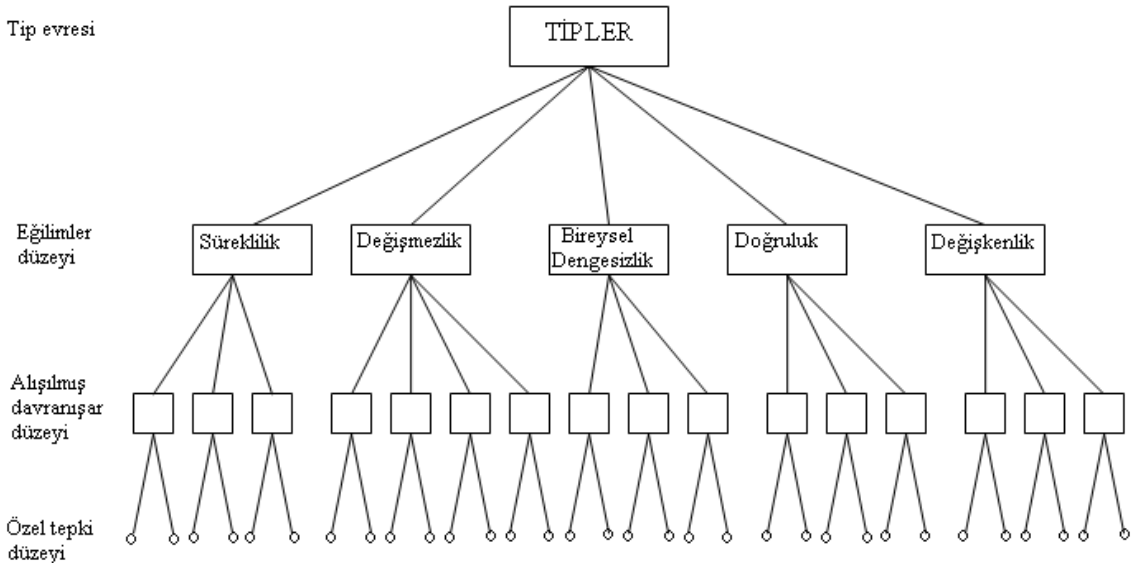 Tip evresi
TİPLER
Eğilimler
düzeyi
Süreklilik
Değişmezlik
Bireysel
Dengesizlik
Doğruluk
Değişkenlik
Alışılmış
davranışar
düzeyi
Özel tepki
düzeyi